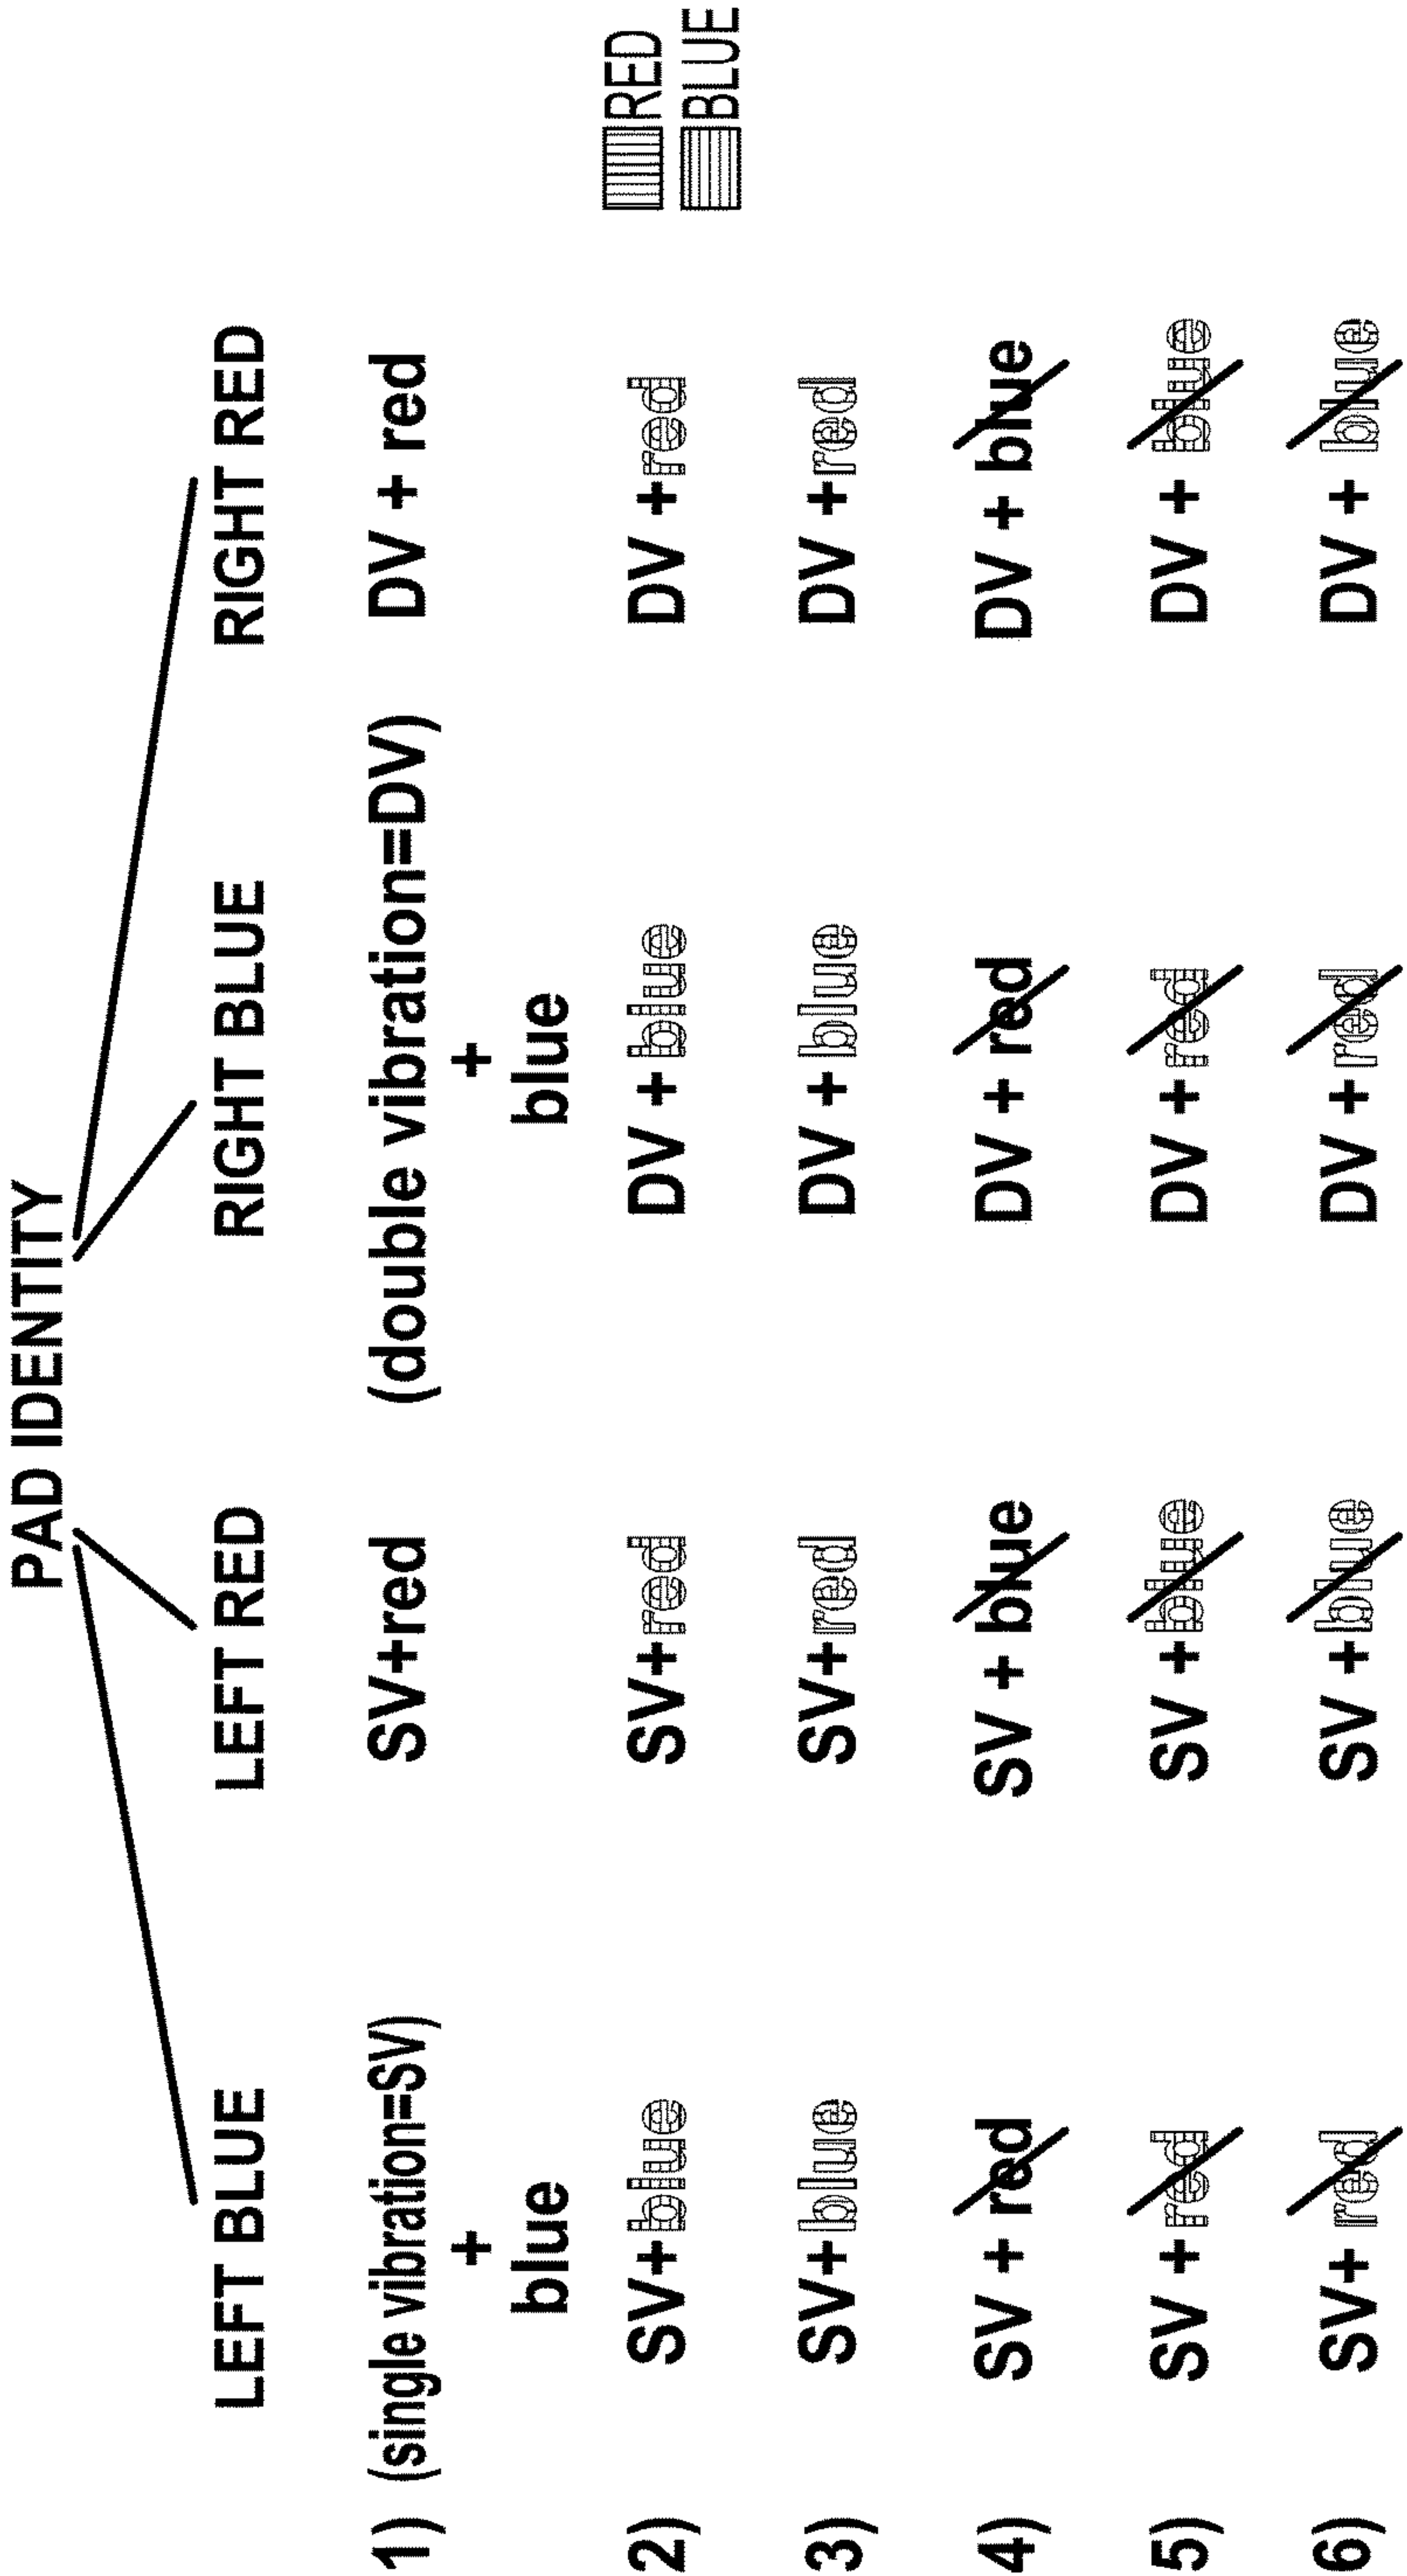 PAD IDENTITY
LEFT BLUE LEFT RED RIGHT BLUE RIGHT RED
1) (single vibration=SV) SV+red (double vibration=DV) DV + red
+ +
blue blue
RED
BLUE
2) SV+blue SV+red DV + blue DV +red
3) SV+blue SV+red DV + blue DV +red
4) SV + red SV + blue DV + red DV + blue
5) SV +red SV +blue DV +red DV + blue
6) SV+ red SV +blue DV +red DV + blue